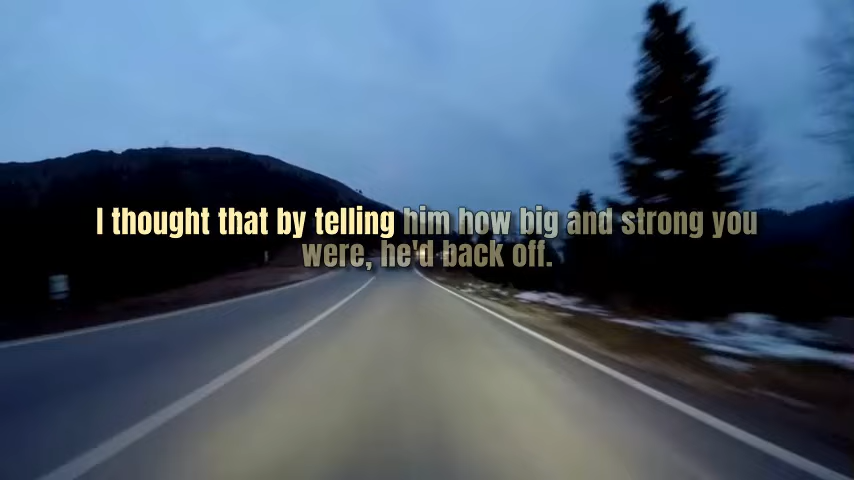 I thought that by telling him how big and strong you
were, he'd back off.